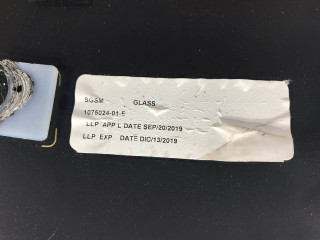 SGSM GLASS
1075024-01-E
LLP APP L DATE SEP/20/2019
LLP EXP DATE DIC/13/2019